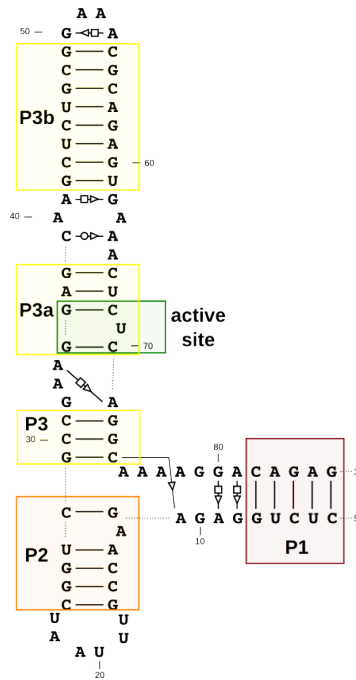 A A
50 G A
G C
C G
G C
U A
P3b C G
U A
C G 60
G U
A G
40 A A
C A
A
G C
A U
P3a G C active
U site
G C 70
A
A
G A
P3 C G
30 C G
G C
80
A A A A G G A C A G A G
C G
A G A G G U C U C
A
10
P1
P2 U A
G C
G C
C G
U U
A U
A U
20